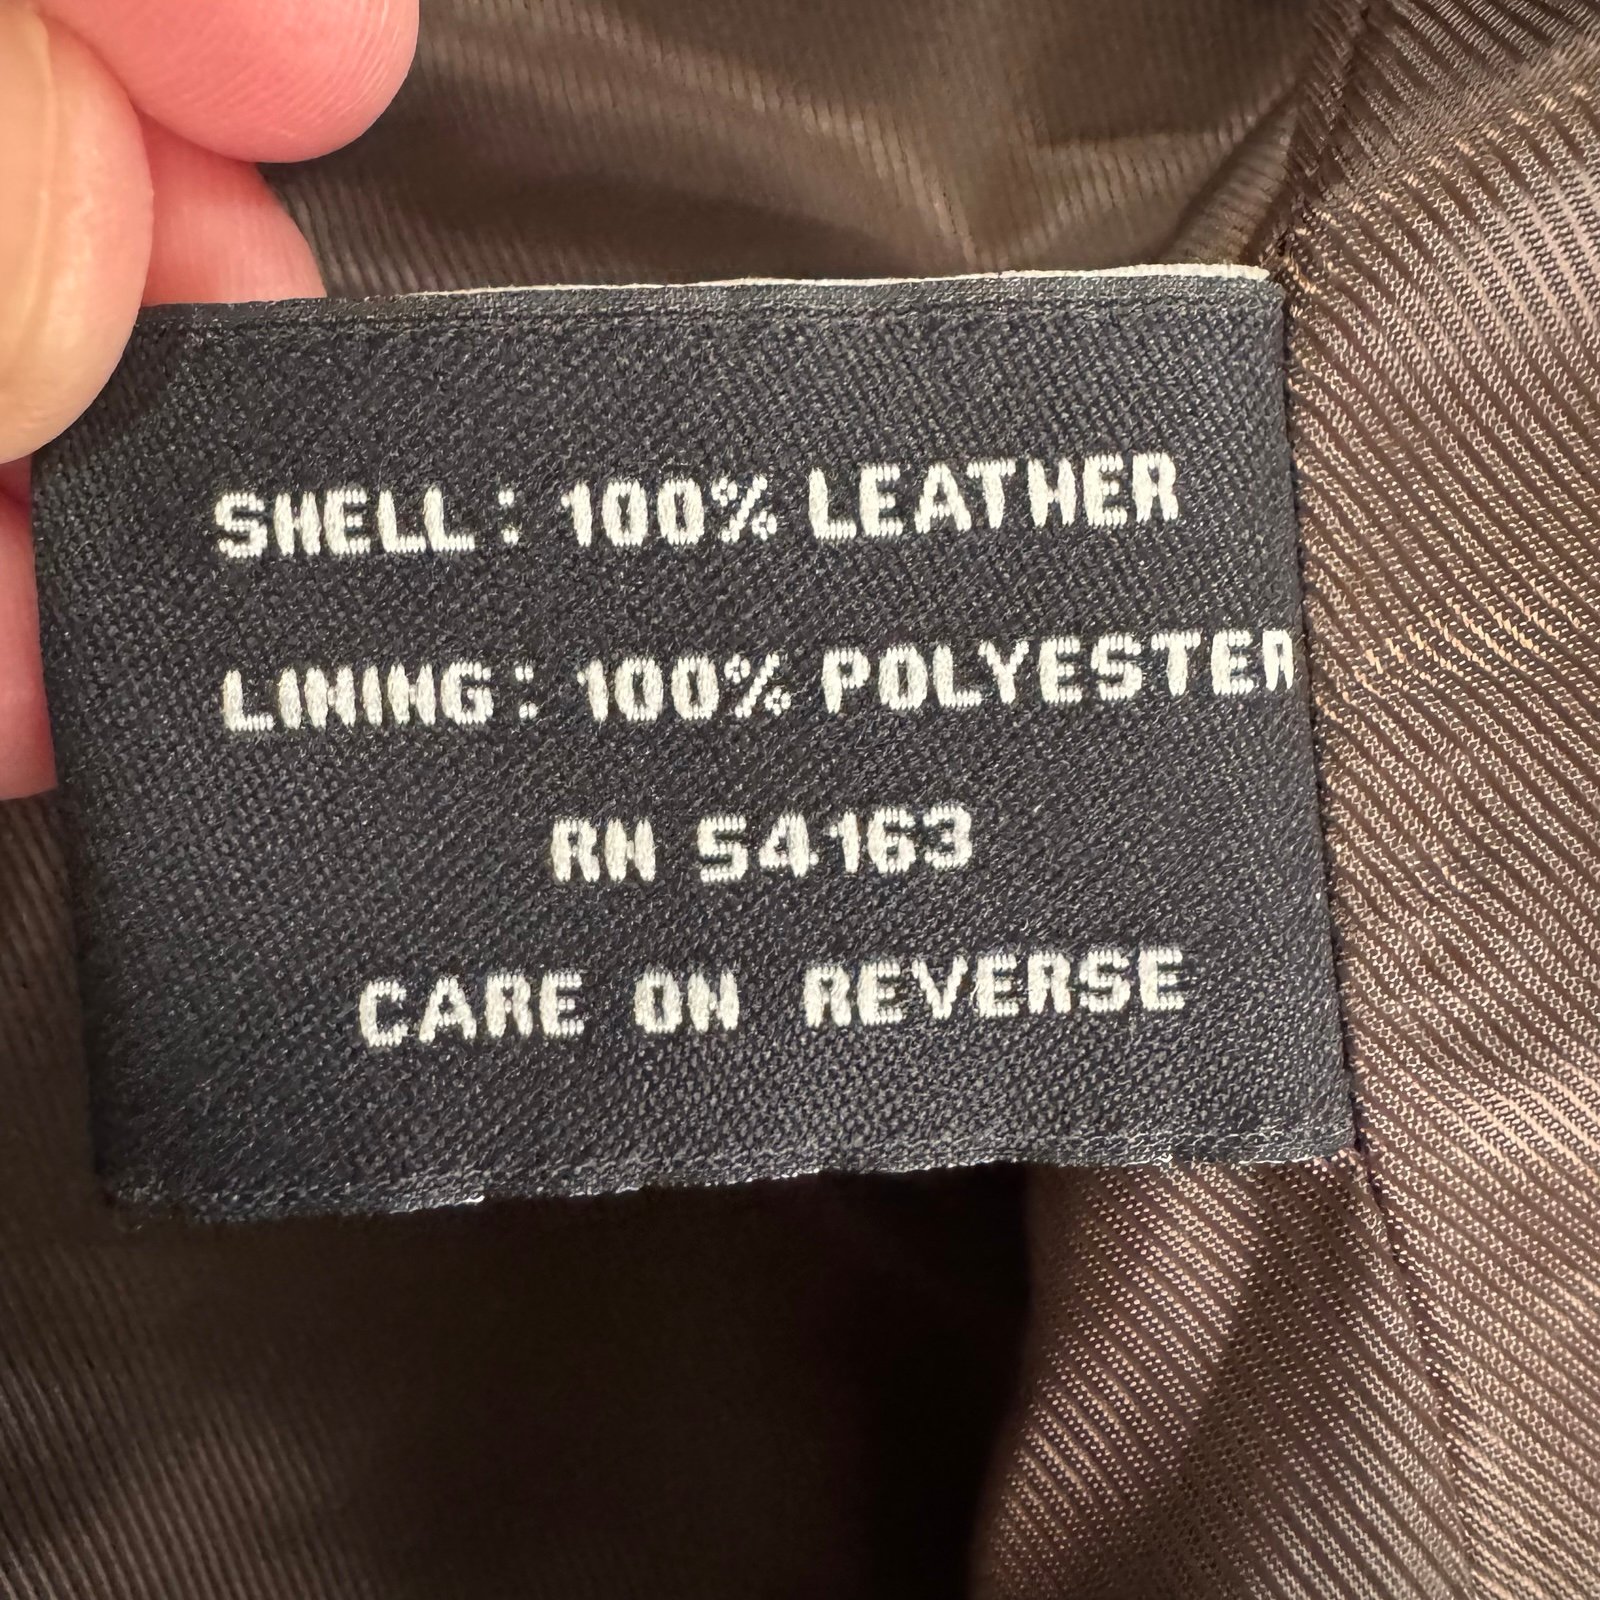 SHELL : 100% LEATHER
LINING : 100% POLYESTER
RN 54163
CARE ON REVERSE